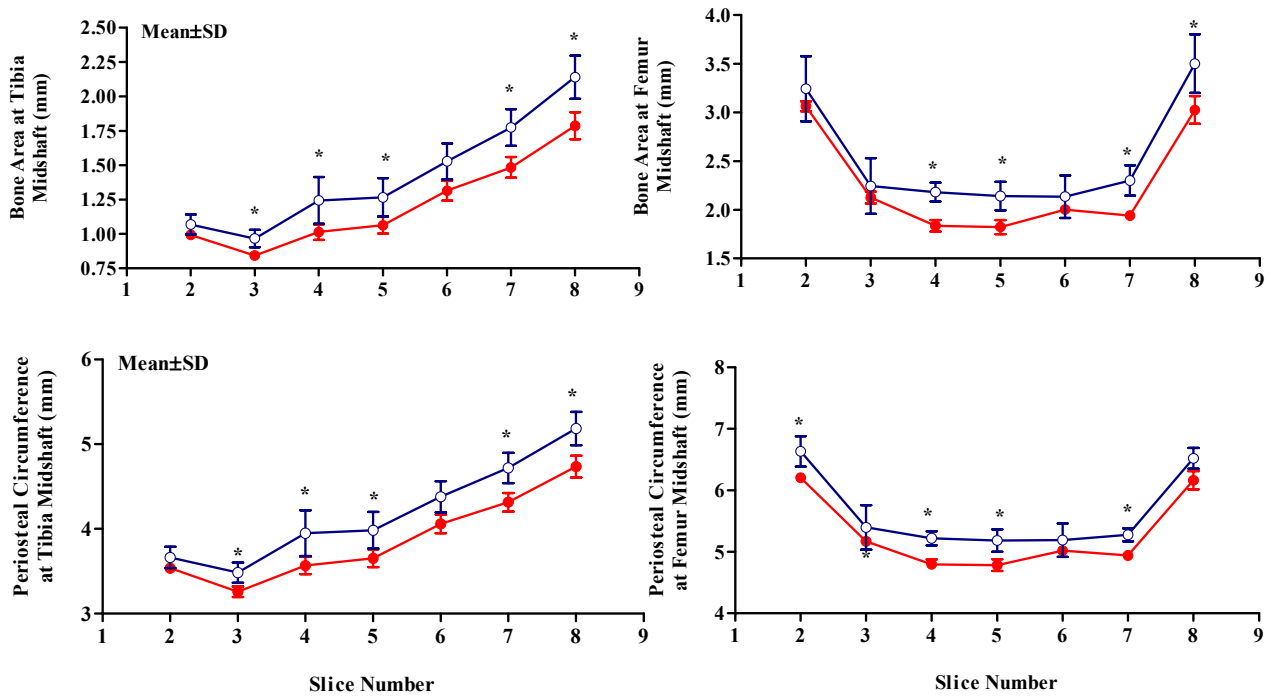 Mean±SD
Bone Area at Tibia
Midshaft (mm)
2.50
2.25
2.00
1.75
1.50
1.25
1.00
0.75
* * * * *
1 2 3 4 5 6 7 8 9
Bone Area at Femur
Midshaft (mm)
4.0
3.5
3.0
2.5
2.0
1.5
* * * *
1 2 3 4 5 6 7 8 9
Mean±SD
Periosteal Circumference
at Tibia Midshaft (mm)
6
5
4
3
* * * * *
1 2 3 4 5 6 7 8 9
Slice Number
Periosteal Circumference
at Femur Midshaft (mm)
8
7
6
5
4
* * * * *
1 2 3 4 5 6 7 8 9
Slice Number